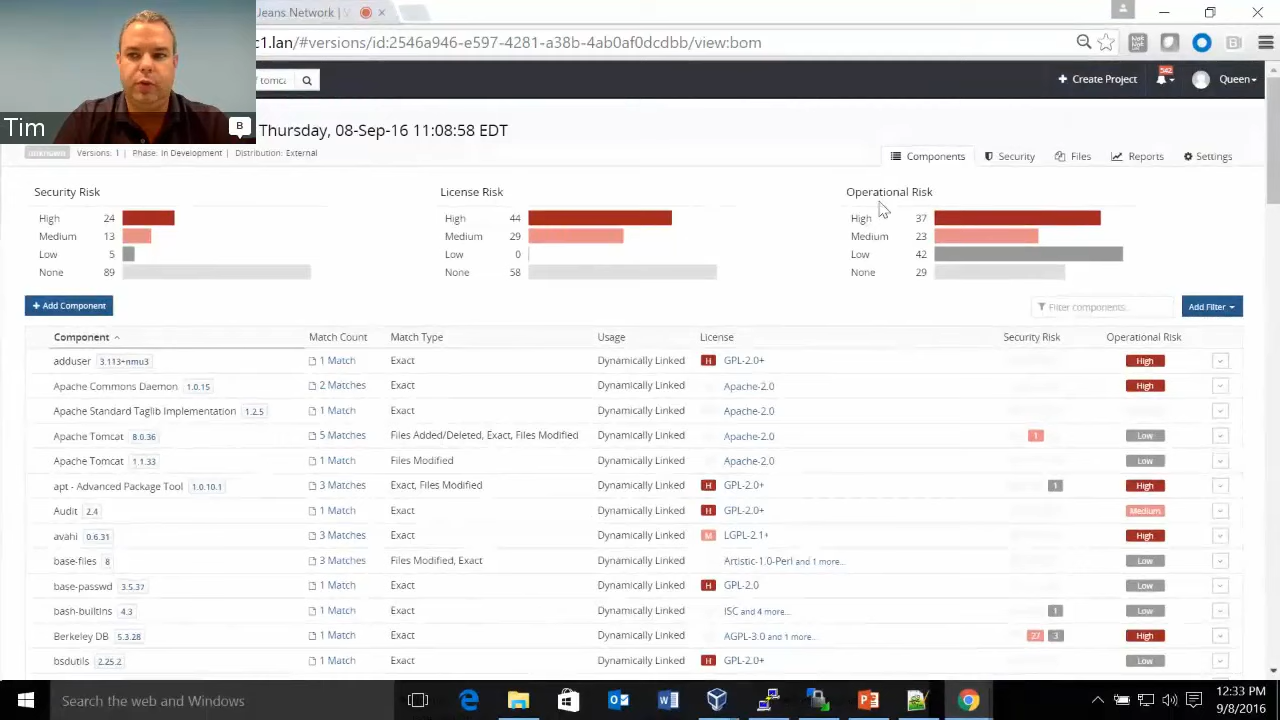 Jeans Network |
c1.lan/#versions/id:2546a946-e597-4281-a38b-4ab0af0dcdbb/view:bom
/ tomca
+ Create Project
542
Queen
Tim
B
Thursday, 08-Sep-16 11:08:58 EDT
Versions: 1 | Phase: In Development | Distribution: External
Components
Security
Files
Reports
Settings
Security Risk
High 24
Medium 13
Low 5
None 89
License Risk
High 44
Medium 29
Low 0
None 58
Operational Risk
High 37
Medium 23
Low 42
None 29
+ Add Component
Filter components...
Add Filter
Component Match Count Match Type Usage License Security Risk Operational Risk
adduser 3.113+nmu3 1 Match Exact Dynamically Linked H GPL-2.0+ High
Apache Commons Daemon 1.0.15 2 Matches Exact Dynamically Linked Apache-2.0 High
Apache Standard Taglib Implementation 1.2.5 1 Match Exact Dynamically Linked Apache-2.0
Apache Tomcat 8.0.36 5 Matches Files Added/Deleted, Exact, Files Modified Dynamically Linked Apache-2.0 1 Low
Apache Tomcat 1.1.33 1 Match Files Modified Dynamically Linked Apache-2.0 Low
apt - Advanced Package Tool 1.0.10.1 3 Matches Exact, Files Modified Dynamically Linked H GPL-2.0+ 1 High
Audit 2.4 1 Match Exact Dynamically Linked H GPL-2.0+ Medium
avahi 0.6.31 3 Matches Exact Dynamically Linked M LGPL-2.1+ High
base-files 8 3 Matches Files Modified, Exact Dynamically Linked Artistic-1.0-Perl and 1 more... Low
base-passwd 3.5.37 1 Match Exact Dynamically Linked H GPL-2.0 Low
bash-builtins 4.3 1 Match Exact Dynamically Linked ISC and 4 more... 1 Low
Berkeley DB 5.3.28 1 Match Exact Dynamically Linked AGPL-3.0 and 1 more... 27 3 High
bsdutils 2.25.2 1 Match Exact Dynamically Linked H GPL-2.0+ Low
Search the web and Windows
12:33 PM
9/8/2016